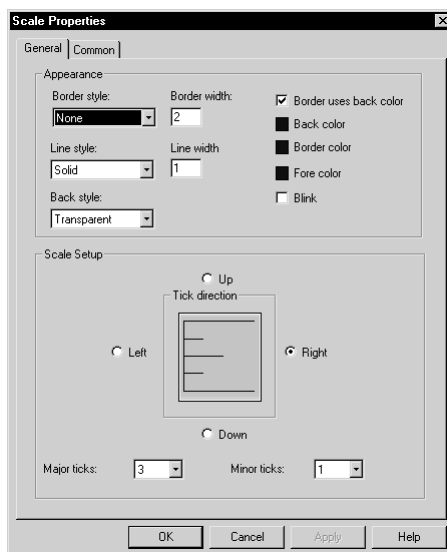 Scale Properties
General Common
Appearance
Border style:
None
Border width:
2
Border uses back color
Back color
Border color
Fore color
Blink
Line style:
Solid
Line width
1
Back style:
Transparent
Scale Setup
Up
Tick direction
Left
Right
Down
Major ticks: 3
Minor ticks: 1
OK Cancel Apply Help